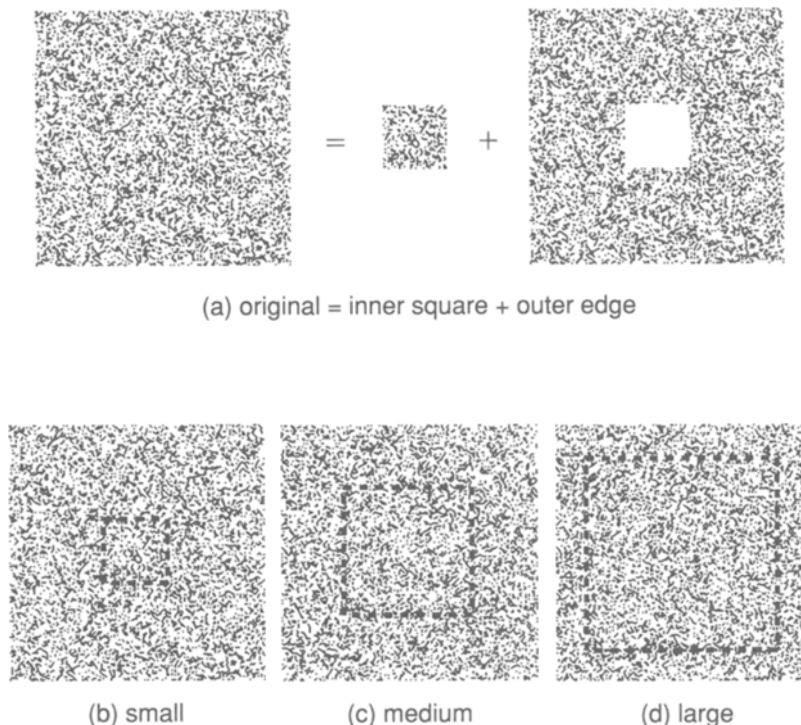 = +
(a) original = inner square + outer edge
(b) small (c) medium (d) large